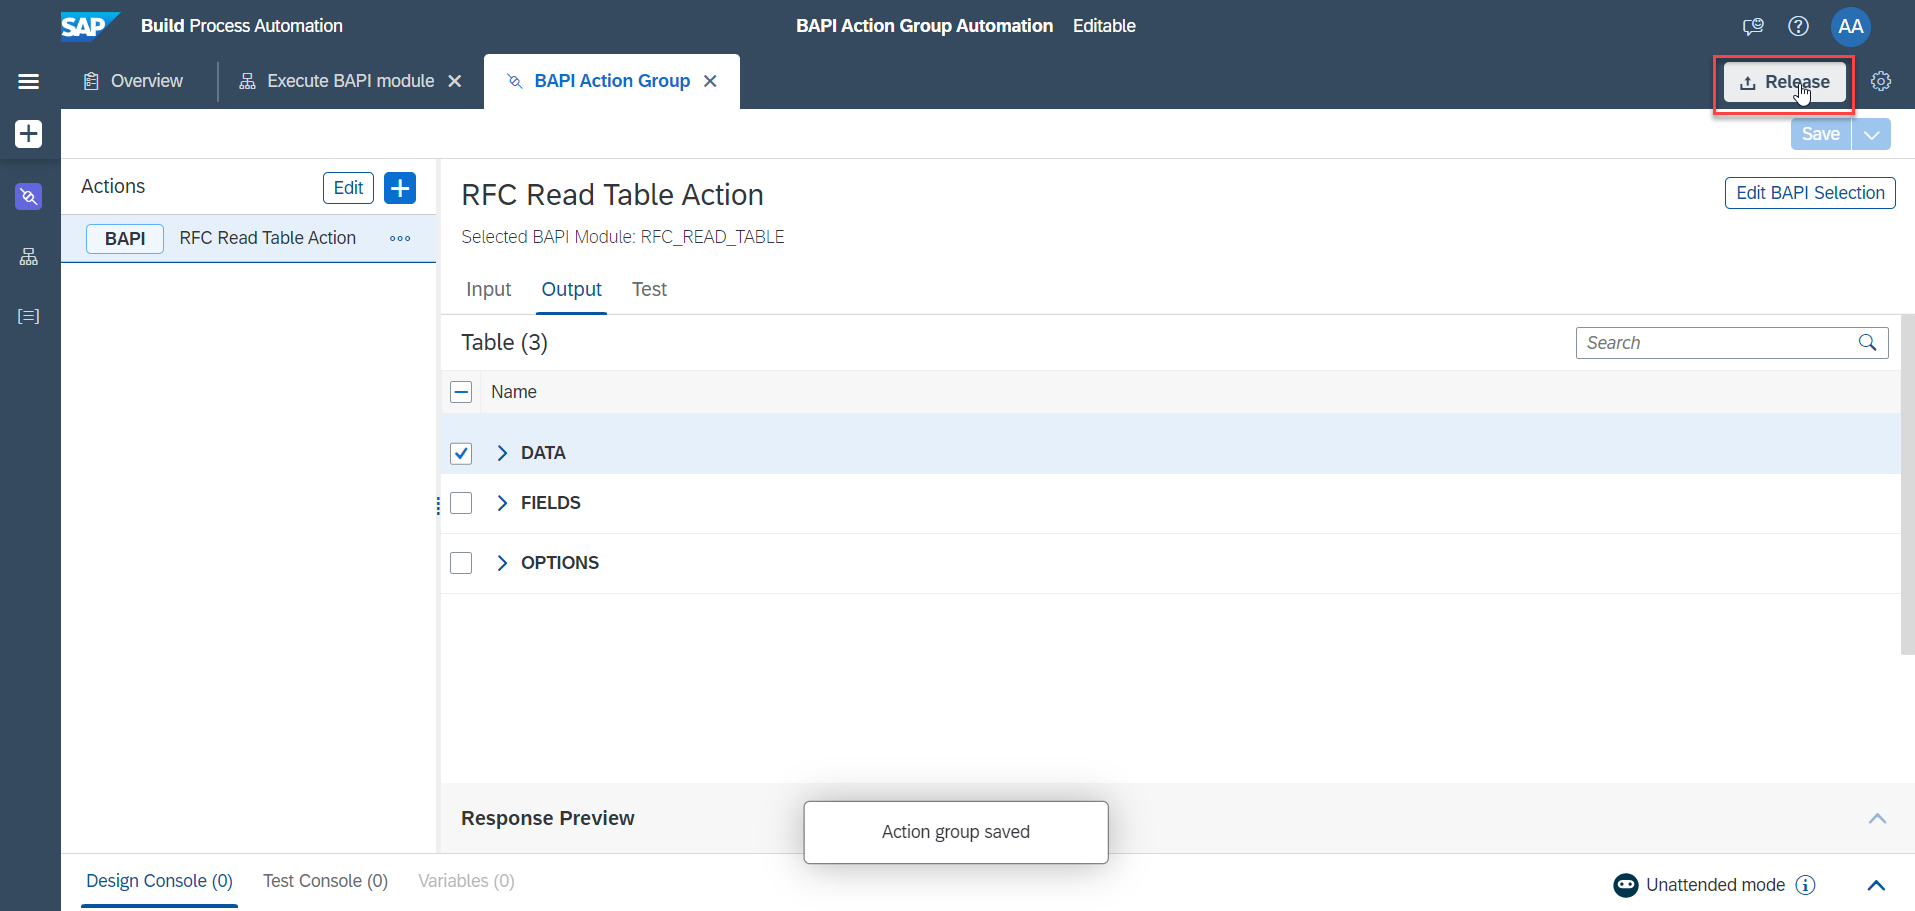 SAP Build Process Automation
BAPI Action Group Automation Editable
AA
Overview
Execute BAPI module
BAPI Action Group
Release
Save
Actions
Edit
BAPI RFC Read Table Action
RFC Read Table Action
Edit BAPI Selection
Selected BAPI Module: RFC_READ_TABLE
Input Output Test
Table (3)
Search
Name
DATA
FIELDS
OPTIONS
Response Preview
Action group saved
Design Console (0) Test Console (0) Variables (0)
Unattended mode